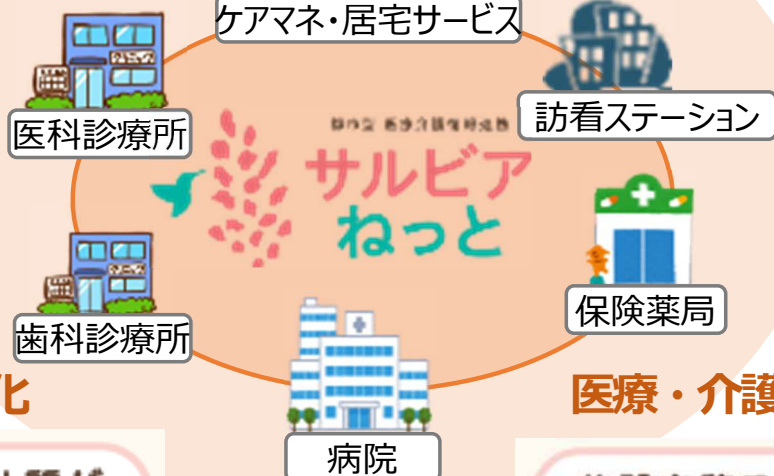 ケアマネ・居宅サービス
医科診療所
訪看ステーション
サルビア
ねっと
歯科診療所
保険薬局
化
医療・介護
病院